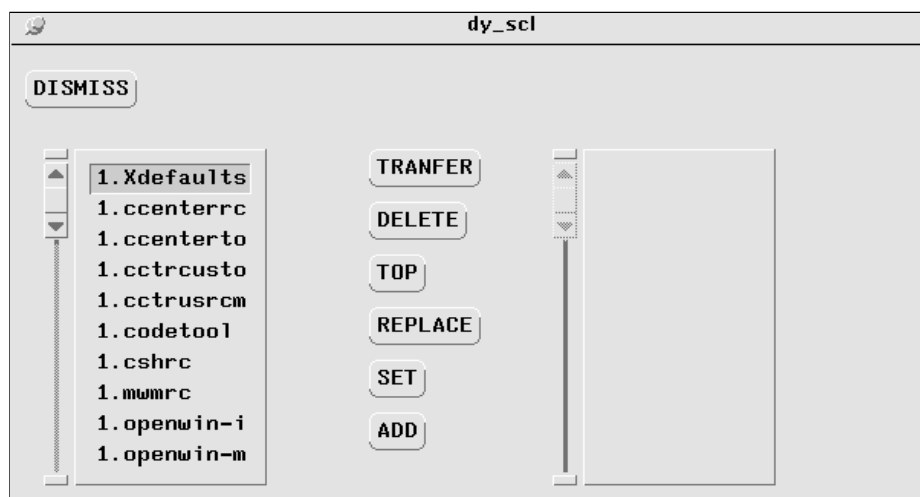 dy_scl
DISMISS
1.Xdefaults
1.ccenterrc
1.ccenterto
1.cctrcusto
1.cctrusrcm
1.codetool
1.cshrc
1.mwmrc
1.openwin-i
1.openwin-m
TRANFER
DELETE
TOP
REPLACE
SET
ADD